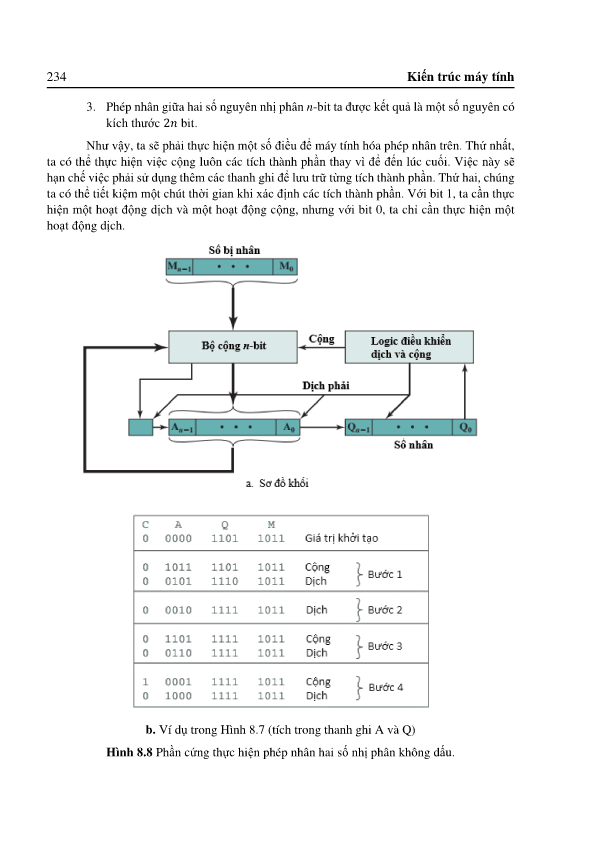 234 Kiến trúc máy tính
3. Phép nhân giữa hai số nguyên nhị phân n-bit ta được kết quả là một số nguyên có
kích thước 2n bit.
Như vậy, ta sẽ phải thực hiện một số điều để máy tính hóa phép nhân trên. Thứ nhất,
ta có thể thực hiện việc cộng luôn các tích thành phần thay vì để đến lúc cuối. Việc này sẽ
hạn chế việc phải sử dụng thêm các thanh ghi để lưu trữ từng tích thành phần. Thứ hai, chúng
ta có thể tiết kiệm một chút thời gian khi xác định các tích thành phần. Với bit 1, ta cần thực
hiện một hoạt động dịch và một hoạt động cộng, nhưng với bit 0, ta chỉ cần thực hiện một
hoạt động dịch.
Số bị nhân
Mn−1 • • • M0
Bộ cộng n-bit
Cộng
Logic điều khiển
dịch và cộng
Dịch phải
An−1 • • • A0
Qn−1 • • • Q0
Số nhân
a. Sơ đồ khối
C A Q M
0 0000 1101 1011 Giá trị khởi tạo
0 1011 1101 1011 Cộng
0 0101 1110 1011 Dịch
Bước 1
0 0010 1111 1011 Dịch
Bước 2
0 1101 1111 1011 Cộng
0 0110 1111 1011 Dịch
Bước 3
1 0001 1111 1011 Cộng
0 1000 1111 1011 Dịch
Bước 4
b. Ví dụ trong Hình 8.7 (tích trong thanh ghi A và Q)
Hình 8.8 Phần cứng thực hiện phép nhân hai số nhị phân không dấu.